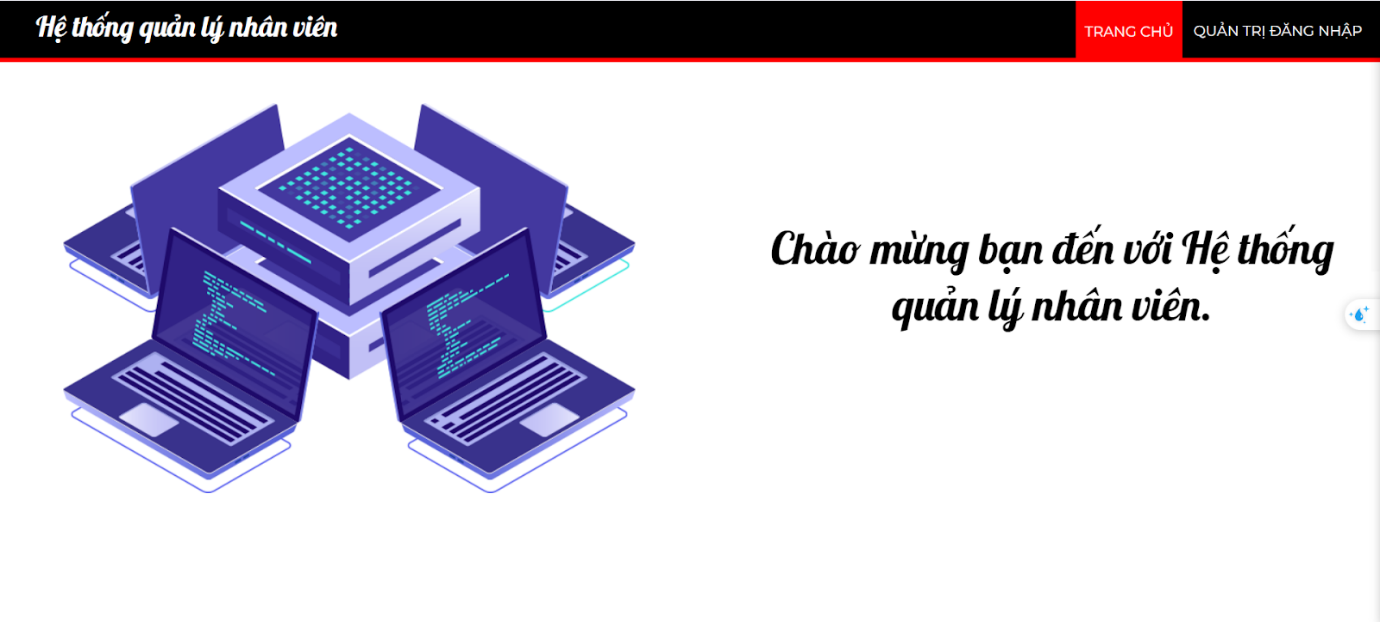 Hệ thống quản lý nhân viên
TRANG CHỦ
QUẢN TRỊ ĐĂNG NHẬP
Chào mừng bạn đến với Hệ thống
quản lý nhân viên.